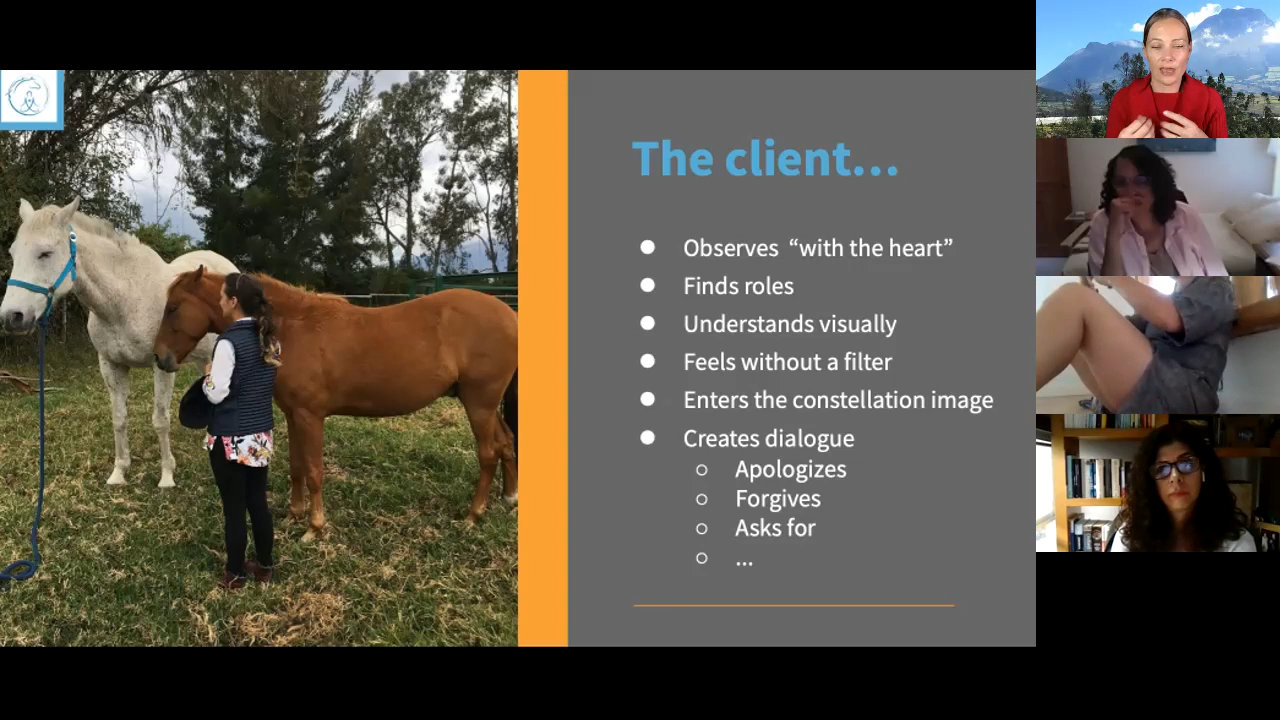 The client...
● Observes “with the heart”
● Finds roles
● Understands visually
● Feels without a filter
● Enters the constellation image
● Creates dialogue
○ Apologizes
○ Forgives
○ Asks for
○ ...